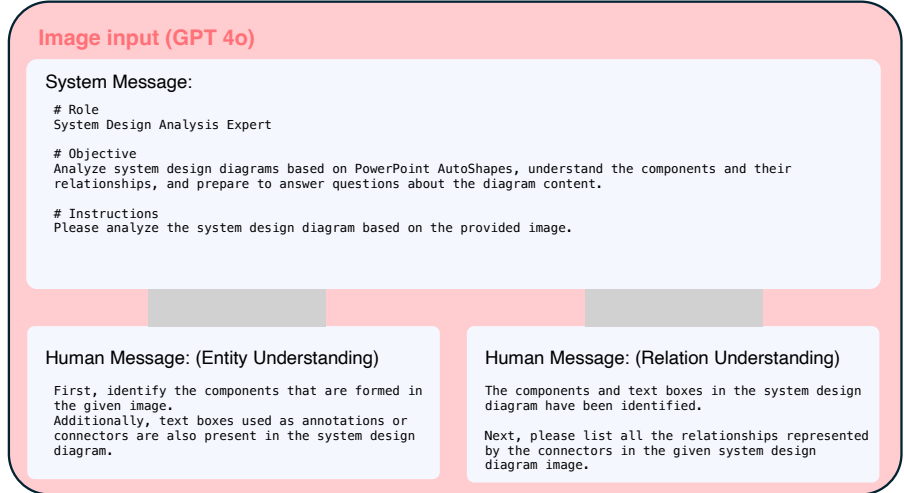 Image input (GPT 4o)
System Message:
# Role
System Design Analysis Expert
# Objective
Analyze system design diagrams based on PowerPoint AutoShapes, understand the components and their
relationships, and prepare to answer questions about the diagram content.
# Instructions
Please analyze the system design diagram based on the provided image.
Human Message: (Entity Understanding)
First, identify the components that are formed in
the given image.
Additionally, text boxes used as annotations or
connectors are also present in the system design
diagram.
Human Message: (Relation Understanding)
The components and text boxes in the system design
diagram have been identified.
Next, please list all the relationships represented
by the connectors in the given system design
diagram image.